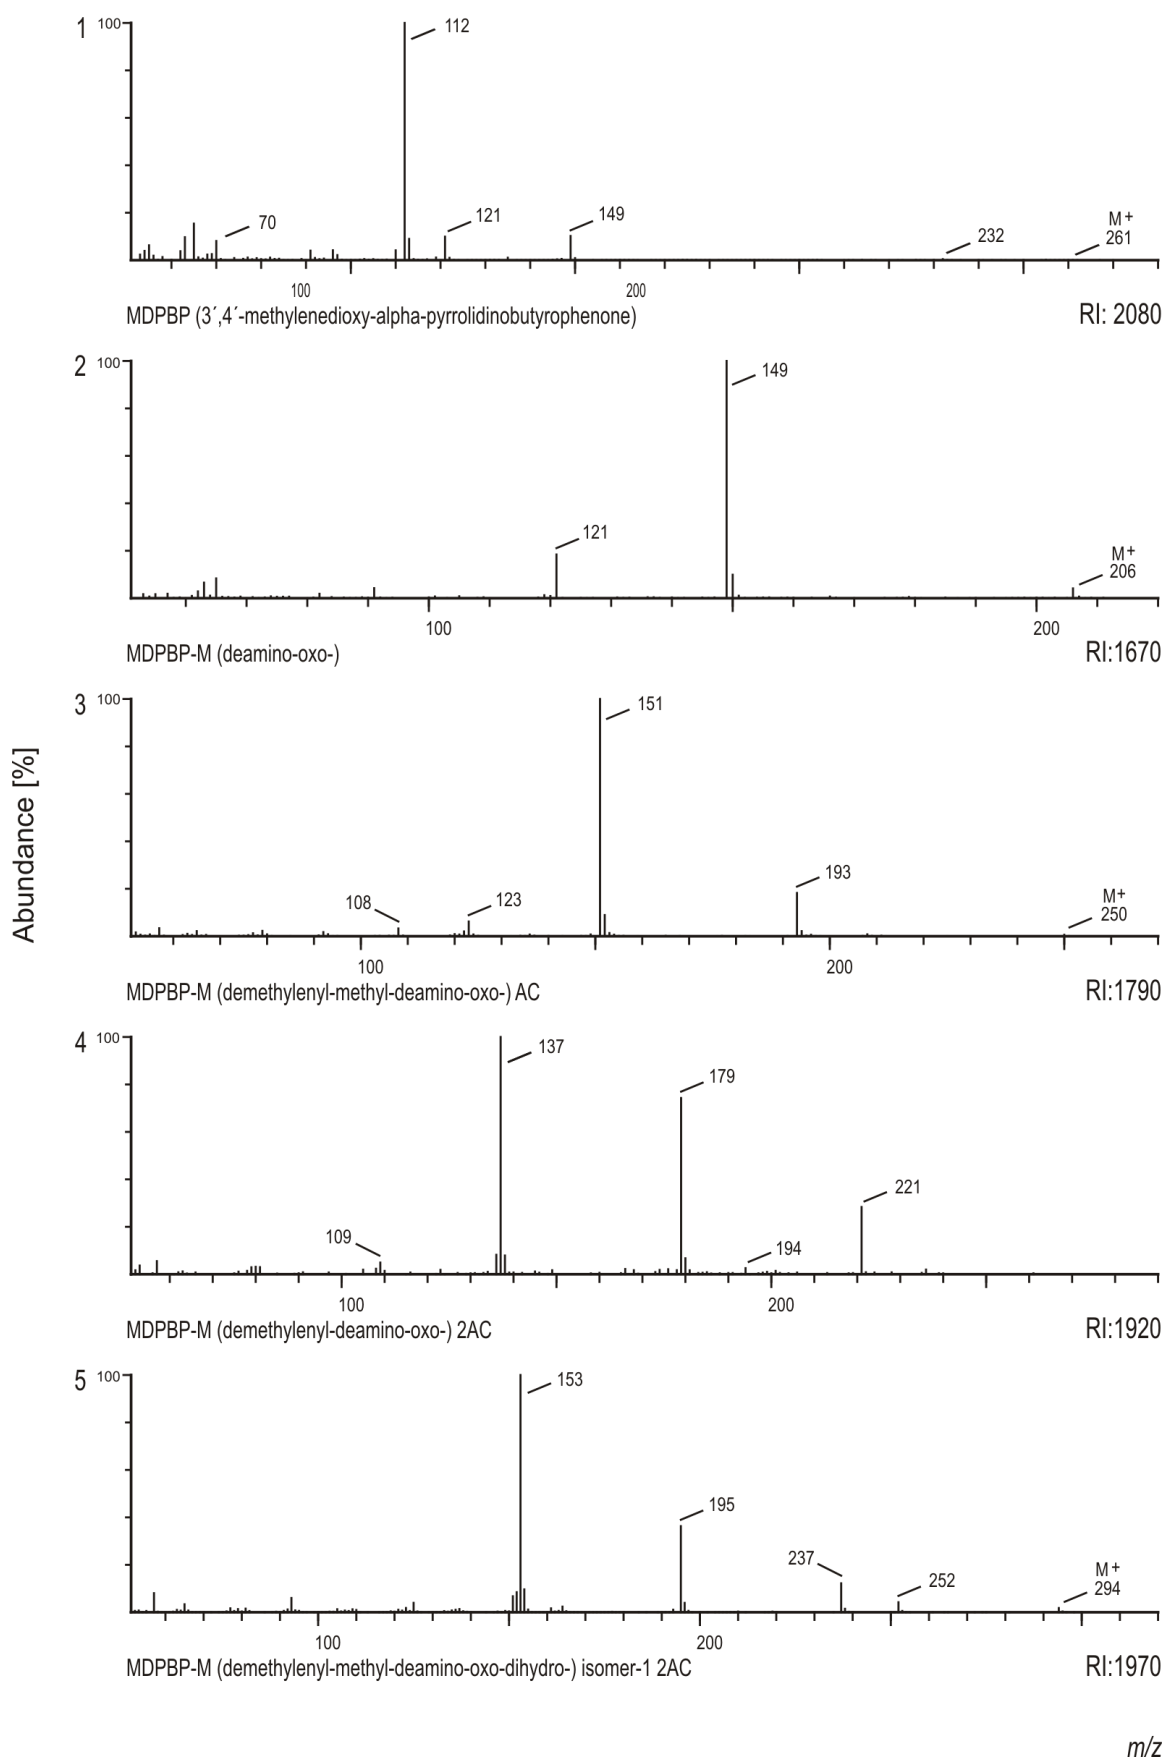 1 100 112
70 121 149 232 M+ 261
100 200
MDPBP (3´,4´-methylenedioxy-alpha-pyrrolidinobutyrophenone) RI: 2080
2 100 149
121 M+ 206
100 200
MDPBP-M (deamino-oxo-) RI:1670
3 100 151
108 123 193 M+ 250
100 200
MDPBP-M (demethylenyl-methyl-deamino-oxo-) AC RI:1790
4 100 137
179
221
109 194
100 200
MDPBP-M (demethylenyl-deamino-oxo-) 2AC RI:1920
5 100 153
195
237 252 M+ 294
100 200
MDPBP-M (demethylenyl-methyl-deamino-oxo-dihydro-) isomer-1 2AC RI:1970
Abundance [%]
m/z